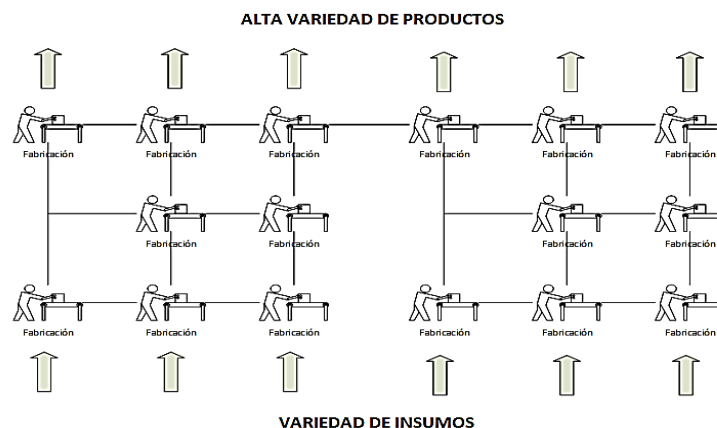 ALTA VARIEDAD DE PRODUCTOS
Fabricación Fabricación Fabricación Fabricación Fabricación Fabricación
Fabricación Fabricación Fabricación Fabricación
Fabricación Fabricación Fabricación Fabricación Fabricación Fabricación
VARIEDAD DE INSUMOS